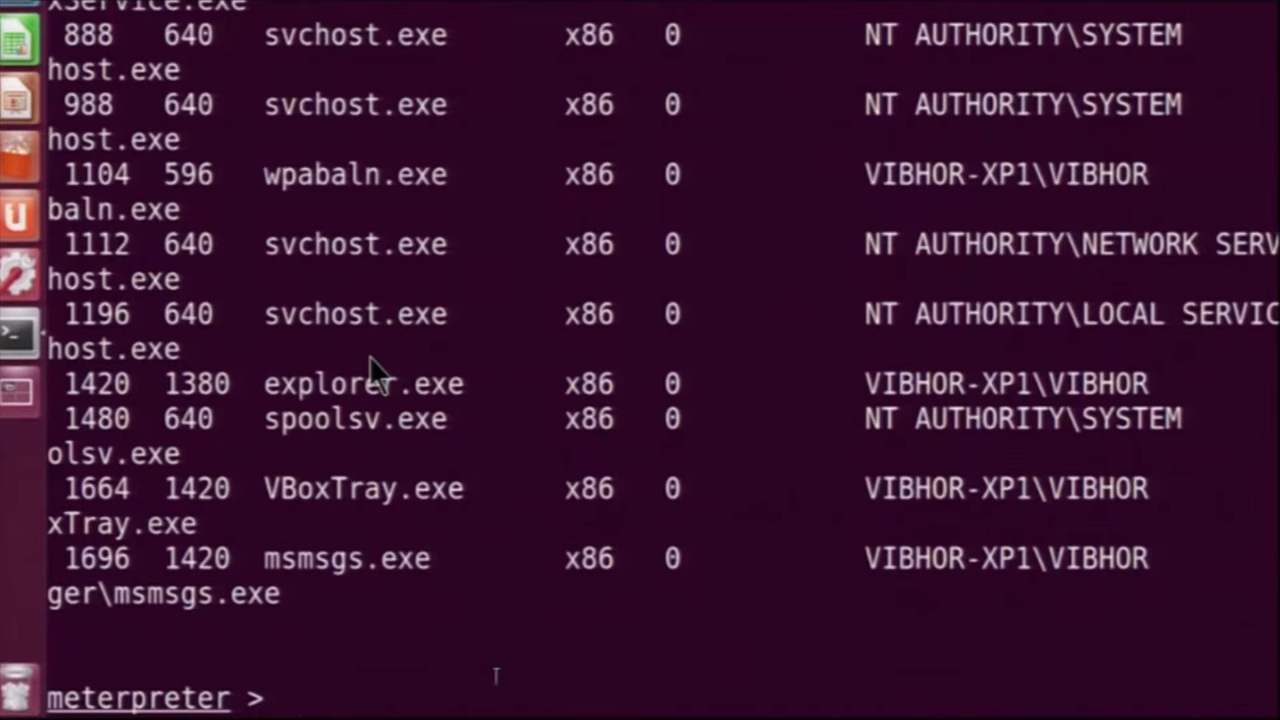 xService.exe
888 640 svchost.exe x86 0 NT AUTHORITY\SYSTEM
host.exe
988 640 svchost.exe x86 0 NT AUTHORITY\SYSTEM
host.exe
1104 596 wpabaln.exe x86 0 VIBHOR-XP1\VIBHOR
baln.exe
1112 640 svchost.exe x86 0 NT AUTHORITY\NETWORK SERV
host.exe
1196 640 svchost.exe x86 0 NT AUTHORITY\LOCAL SERVIC
host.exe
1420 1380 explorer.exe x86 0 VIBHOR-XP1\VIBHOR
1480 640 spoolsv.exe x86 0 NT AUTHORITY\SYSTEM
olsv.exe
1664 1420 VBoxTray.exe x86 0 VIBHOR-XP1\VIBHOR
xTray.exe
1696 1420 msmsgs.exe x86 0 VIBHOR-XP1\VIBHOR
ger\msmsgs.exe
meterpreter >